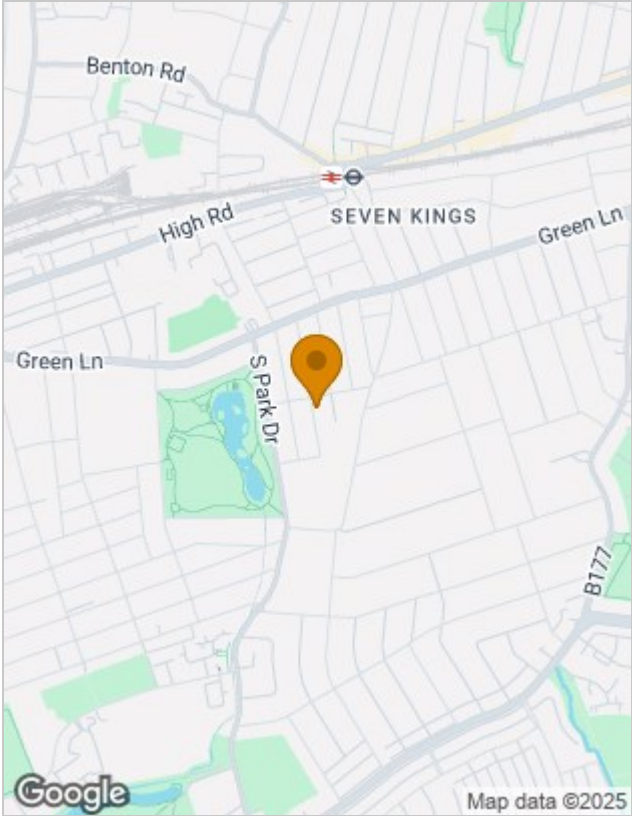 Benton Rd
High Rd
SEVEN KINGS
Green Ln
Green Ln
S Park Dr
B177
Google
Map data ©2025